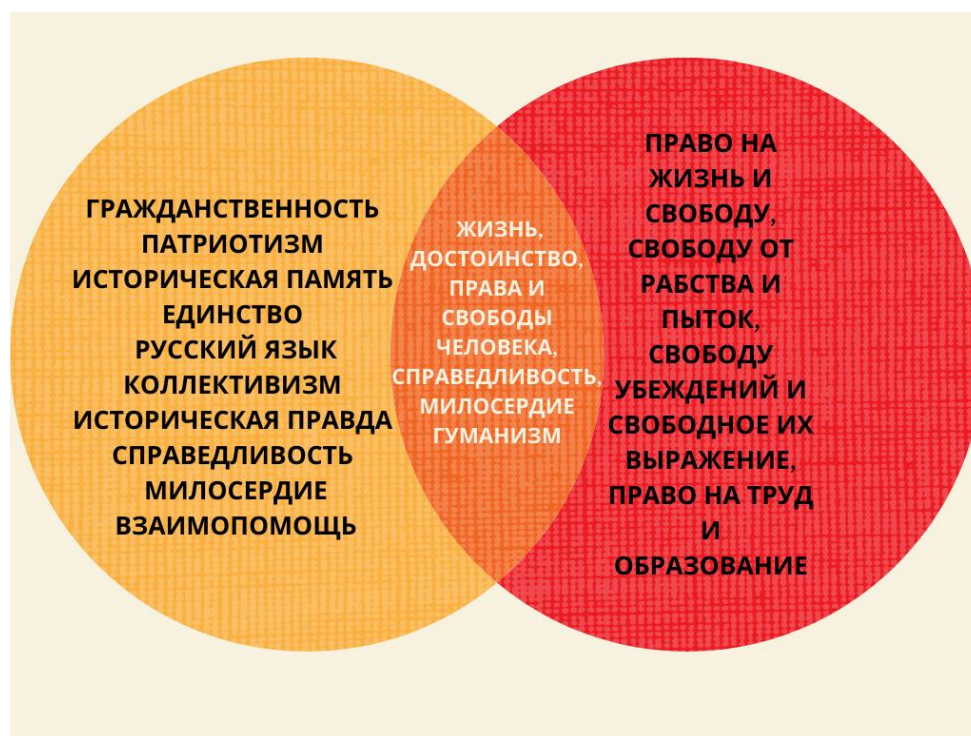 ГРАЖДАНСТВЕННОСТЬ
ПАТРИОТИЗМ
ИСТОРИЧЕСКАЯ ПАМЯТЬ
ЕДИНСТВО
РУССКИЙ ЯЗЫК
КОЛЛЕКТИВИЗМ
ИСТОРИЧЕСКАЯ ПРАВДА
СПРАВЕДЛИВОСТЬ
МИЛОСЕРДИЕ
ВЗАИМОПОМОЩЬ
ЖИЗНЬ,
ДОСТОИНСТВО,
ПРАВА И
СВОБОДЫ
ЧЕЛОВЕКА,
СПРАВЕДЛИВОСТЬ,
МИЛОСЕРДИЕ
ГУМАНИЗМ
ПРАВО НА
ЖИЗНЬ И
СВОБОДУ,
СВОБОДУ ОТ
РАБСТВА И
ПЫТОК,
СВОБОДУ
УБЕЖДЕНИЙ И
СВОБОДНОЕ ИХ
ВЫРАЖЕНИЕ,
ПРАВО НА ТРУД
И
ОБРАЗОВАНИЕ